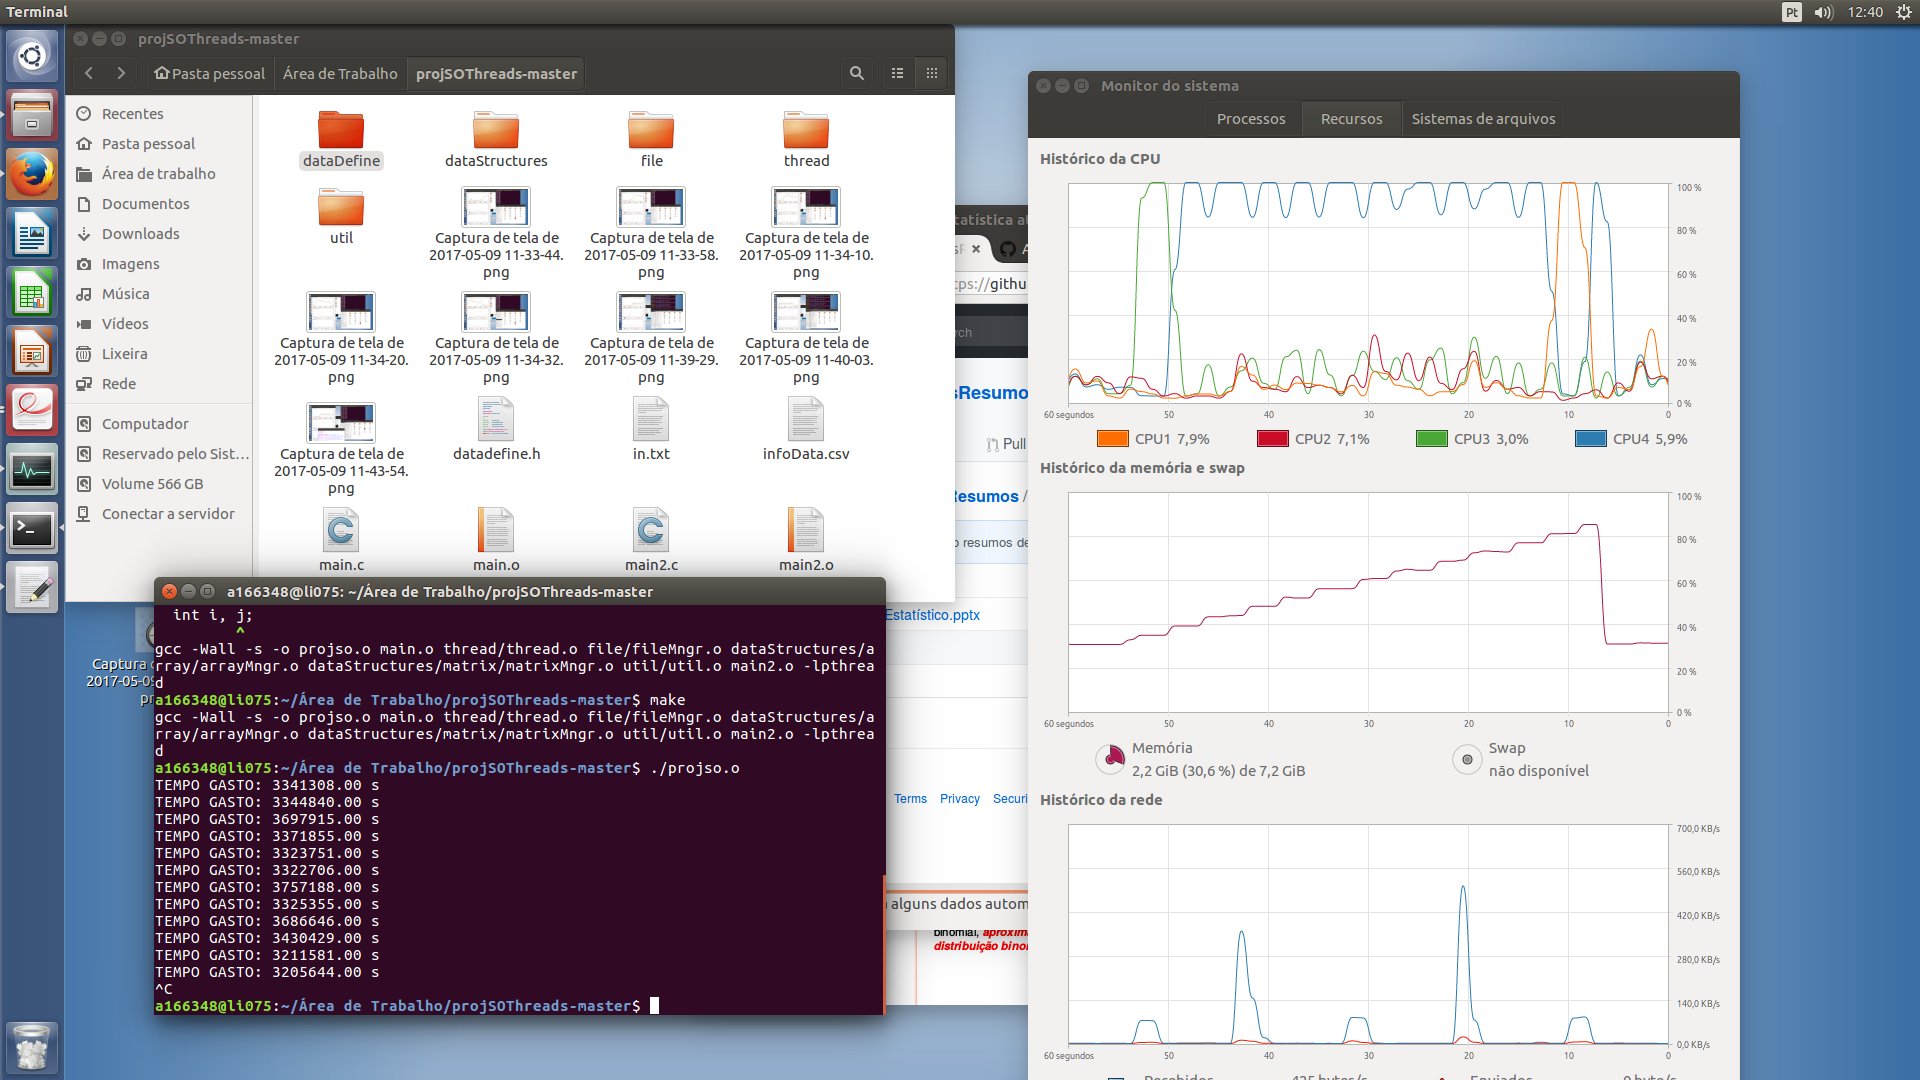 Terminal
Pt
12:40
projSOThreads-master
Pasta pessoal
Área de Trabalho
projSOThreads-master
Recentes
Pasta pessoal
Área de trabalho
Documentos
Downloads
Imagens
Música
Vídeos
Lixeira
Rede
Computador
Reservado pelo Sist...
Volume 566 GB
Conectar a servidor
dataDefine
dataStructures
file
thread
util
Captura de tela de
2017-05-09 11-33-44.
png
Captura de tela de
2017-05-09 11-33-58.
png
Captura de tela de
2017-05-09 11-34-10.
png
Captura de tela de
2017-05-09 11-34-20.
png
Captura de tela de
2017-05-09 11-34-32.
png
Captura de tela de
2017-05-09 11-39-29.
png
Captura de tela de
2017-05-09 11-40-03.
png
Captura de tela de
2017-05-09 11-43-54.
png
datadefine.h
in.txt
infoData.csv
main.c
main.o
main2.c
main2.o
a166348@li075: ~/Área de Trabalho/projSOThreads-master
int i, j;
^
gcc -Wall -s -o projso.o main.o thread/thread.o file/fileMngr.o dataStructures/a
rray/arrayMngr.o dataStructures/matrix/matrixMngr.o util/util.o main2.o -lpthrea
d
a166348@li075:~/Área de Trabalho/projSOThreads-master$ make
gcc -Wall -s -o projso.o main.o thread/thread.o file/fileMngr.o dataStructures/a
rray/arrayMngr.o dataStructures/matrix/matrixMngr.o util/util.o main2.o -lpthrea
d
a166348@li075:~/Área de Trabalho/projSOThreads-master$ ./projso.o
TEMPO GASTO: 3341308.00 s
TEMPO GASTO: 3344840.00 s
TEMPO GASTO: 3697915.00 s
TEMPO GASTO: 3371855.00 s
TEMPO GASTO: 3323751.00 s
TEMPO GASTO: 3322706.00 s
TEMPO GASTO: 3757188.00 s
TEMPO GASTO: 3325355.00 s
TEMPO GASTO: 3686646.00 s
TEMPO GASTO: 3430429.00 s
TEMPO GASTO: 3211581.00 s
TEMPO GASTO: 3205644.00 s
^C
a166348@li075:~/Área de Trabalho/projSOThreads-master$
Captura
2017-05-09
tatística al
tps://githu
rch
sResumos
Pull
Resumos /
o resumos de
Estatístico.pptx
Terms
Privacy
Securi
alguns dados autom
binomial, aproxima
distribuição binor
Monitor do sistema
Processos
Recursos
Sistemas de arquivos
Histórico da CPU
100 %
80 %
60 %
40 %
20 %
0 %
60 segundos
50
40
30
20
10
0
CPU1 7,9%
CPU2 7,1%
CPU3 3,0%
CPU4 5,9%
Histórico da memória e swap
100 %
80 %
60 %
40 %
20 %
0 %
60 segundos
50
40
30
20
10
0
Memória
2,2 GiB (30,6 %) de 7,2 GiB
Swap
não disponível
Histórico da rede
700,0 KB/s
560,0 KB/s
420,0 KB/s
280,0 KB/s
140,0 KB/s
0,0 KB/s
60 segundos
50
40
30
20
10
0
Recebidos
425 bytes/s
Enviados
0 byte/s